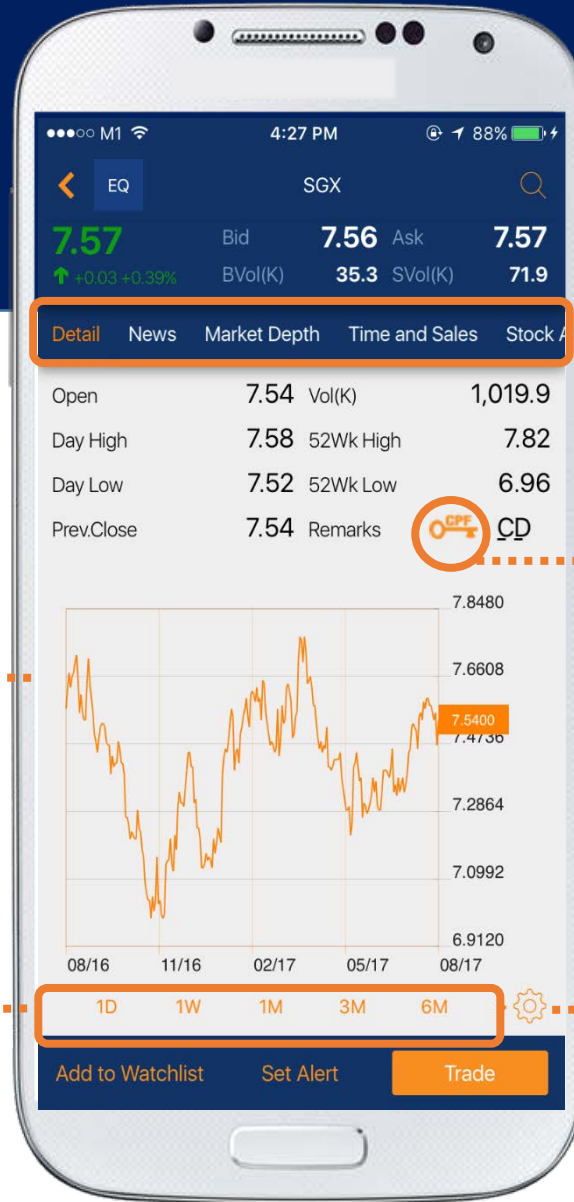 M1 4:27 PM 88%
EQ SGX
7.57 Bid 7.56 Ask 7.57
+0.03 +0.39% BVol(K) 35.3 SVol(K) 71.9
Detail News Market Depth Time and Sales Stock A
Open 7.54 Vol(K) 1,019.9
Day High 7.58 52Wk High 7.82
Day Low 7.52 52Wk Low 6.96
Prev.Close 7.54 Remarks CPF CD
7.8480
7.6608
7.5400
7.4736
7.2864
7.0992
6.9120
08/16 11/16 02/17 05/17 08/17
1D 1W 1M 3M 6M
Add to Watchlist Set Alert Trade